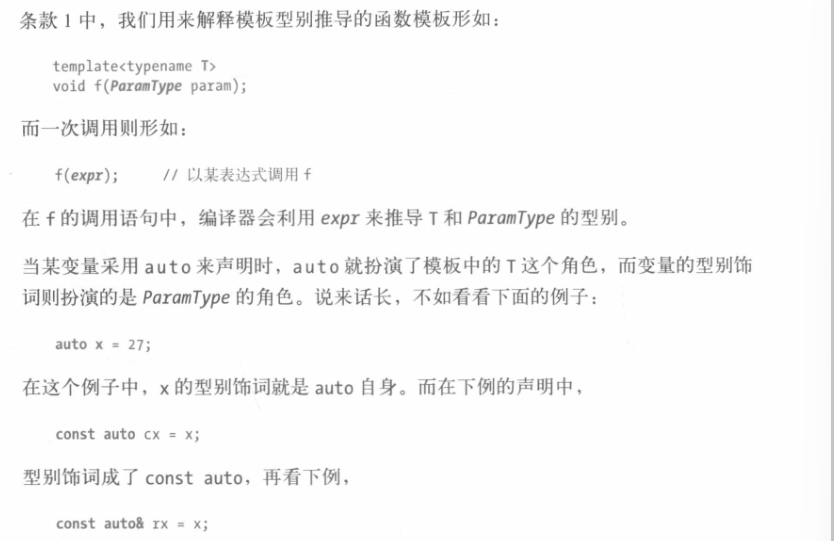 条款 1 中，我们用来解释模板型别推导的函数模板形如：
template<typename T>
void f(ParamType param);
而一次调用则形如：
f(expr);     // 以某表达式调用 f
在 f 的调用语句中，编译器会利用 expr 来推导 T 和 ParamType 的型别。
当某变量采用 auto 来声明时，auto 就扮演了模板中的 T 这个角色，而变量的型别饰
词则扮演的是 ParamType 的角色。说来话长，不如看看下面的例子：
auto x = 27;
在这个例子中，x 的型别饰词就是 auto 自身。而在下例的声明中，
const auto cx = x;
型别饰词成了 const auto，再看下例，
const auto& rx = x;